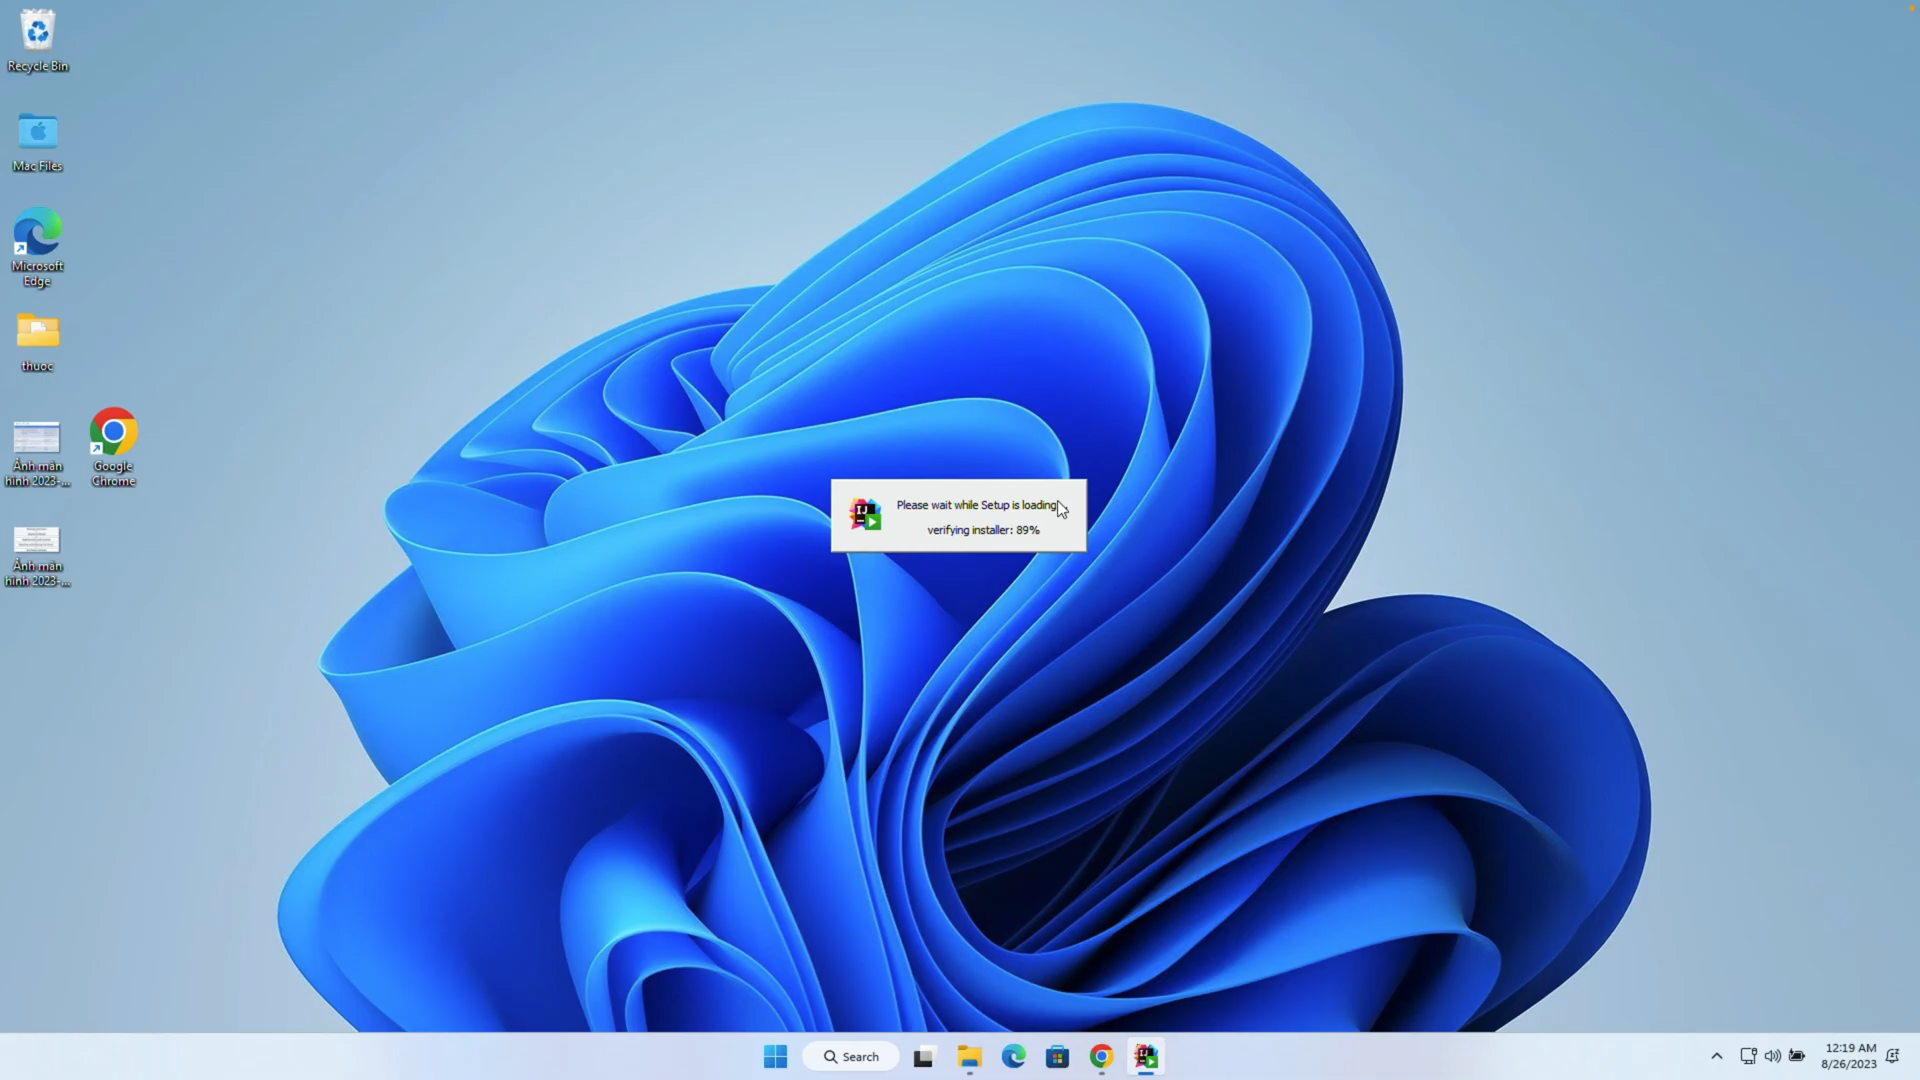 Recycle Bin
Mac Files
Microsoft
Edge
thuoc
Ảnh màn
hình 2023-...
Google
Chrome
Ảnh màn
hình 2023-...
IJ
Please wait while Setup is loading
verifying installer: 89%
Search
12:19 AM
8/26/2023